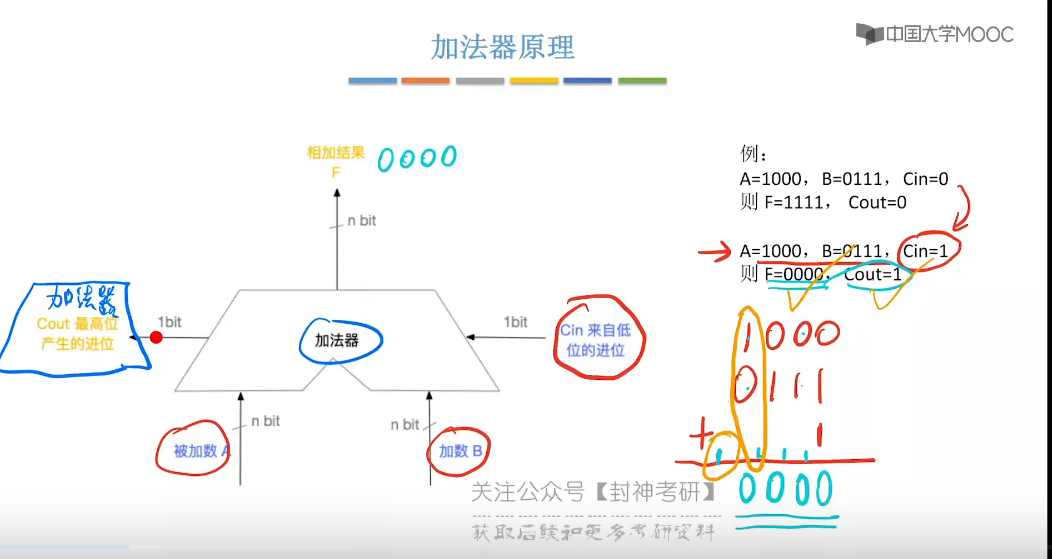 中国大学MOOC
加法器原理
相加结果
F
0000
n bit
例：
A=1000，B=0111，Cin=0
则 F=1111， Cout=0
A=1000，B=0111，Cin=1
则 F=0000，Cout=1
加法器
Cout 最高位
产生的进位
1bit
加法器
1bit
Cin 来自低
位的进位
n bit
n bit
被加数 A
加数 B
1000
0111
+ 1
1 1 1 1
0000
关注公众号【封神考研】
获取后续和更多考研资料